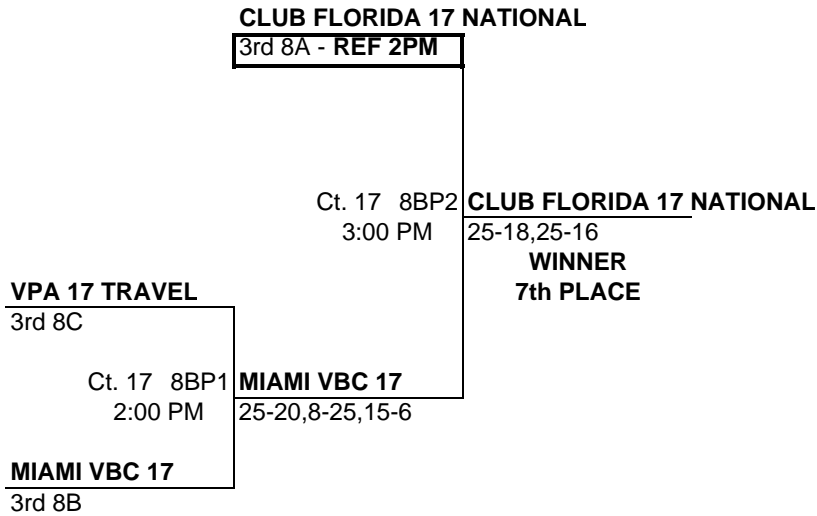 CLUB FLORIDA 17 NATIONAL
3rd 8A - REF 2PM
Ct. 17 8BP2 CLUB FLORIDA 17 NATIONAL
3:00 PM 25-18,25-16
WINNER
VPA 17 TRAVEL 7th PLACE
3rd 8C
Ct. 17 8BP1 MIAMI VBC 17
2:00 PM 25-20,8-25,15-6
MIAMI VBC 17
3rd 8B